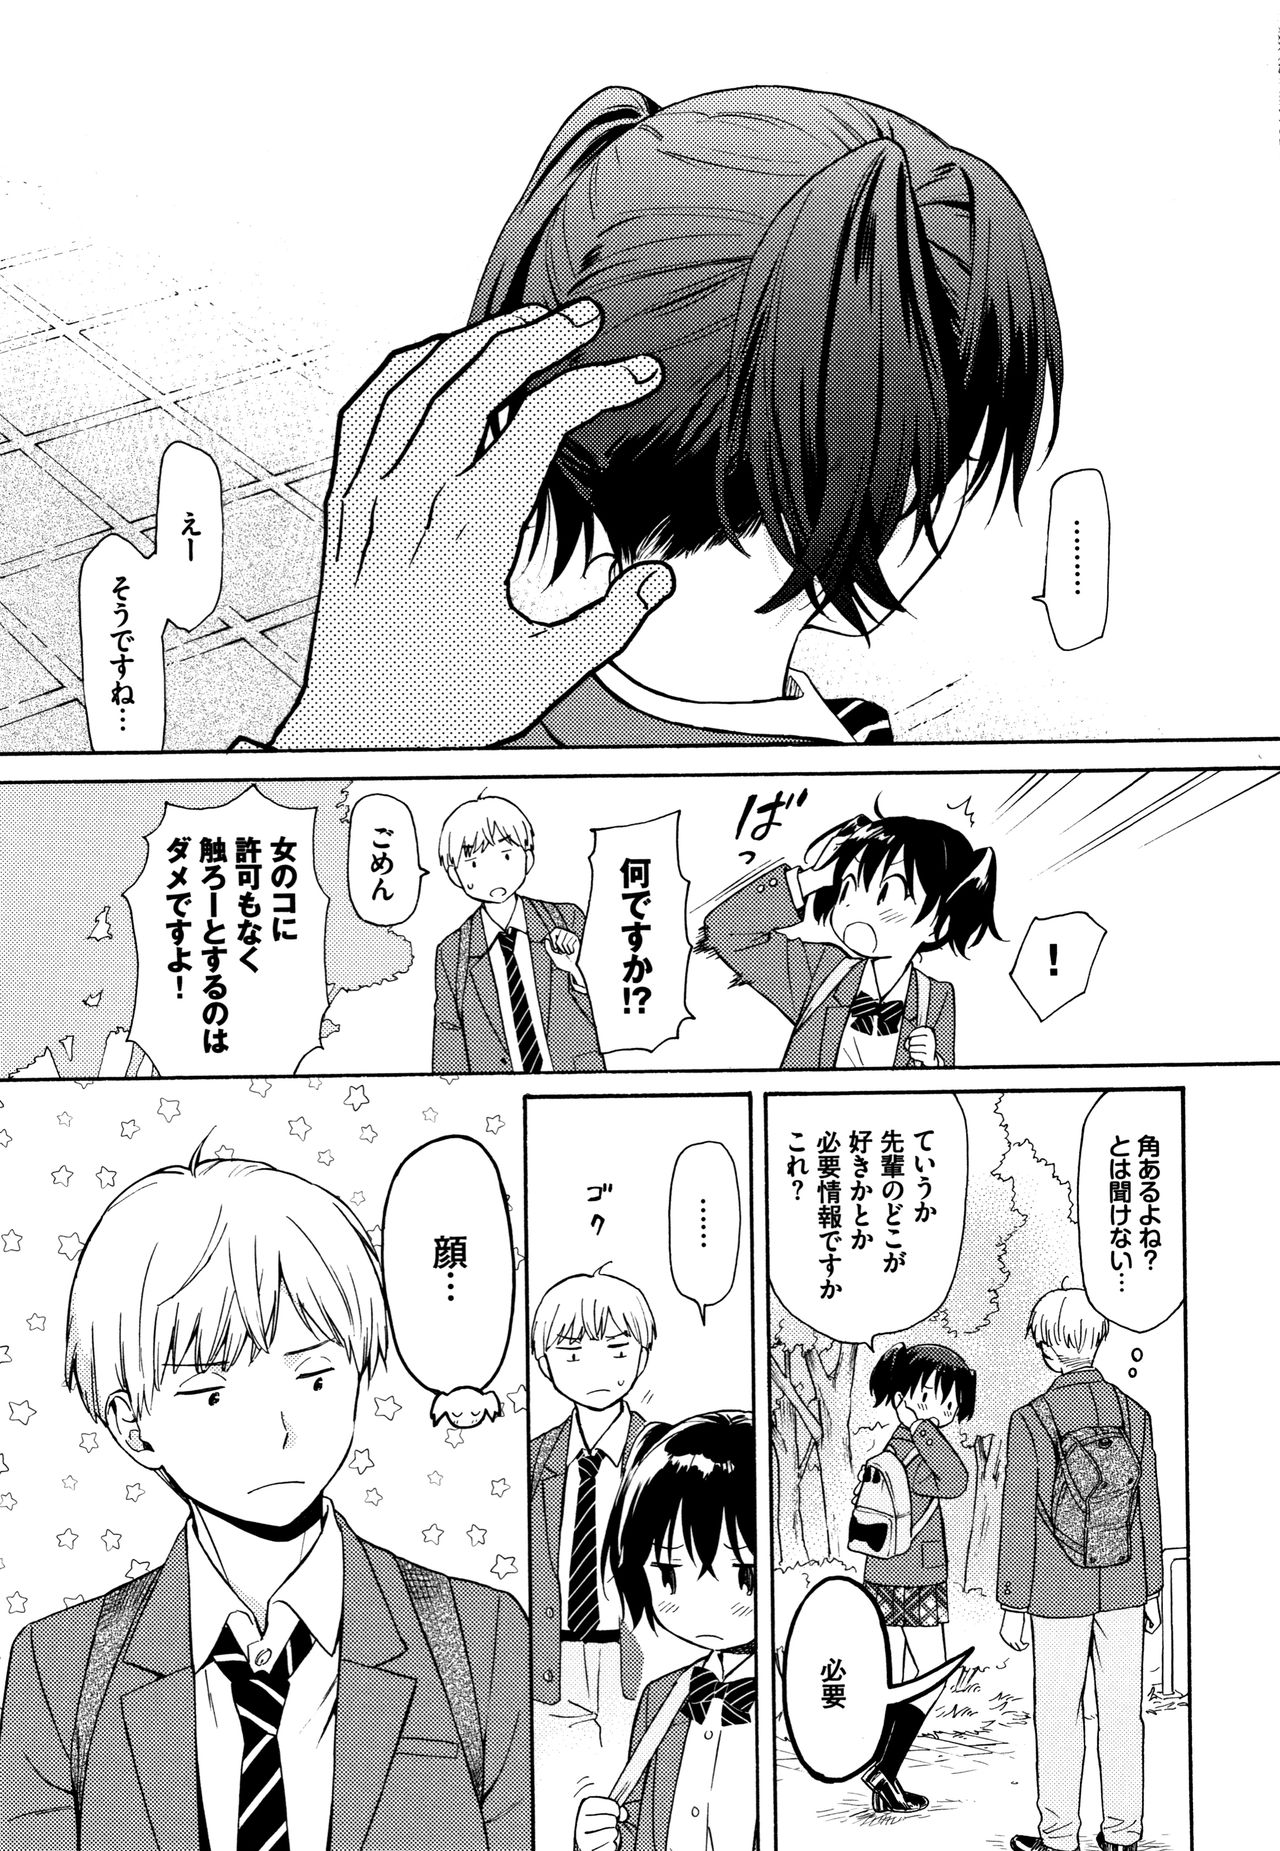 ………
えー
そうですね…
！
ばっ
何ですか!?
ごめん
女のコに
許可もなく
触ろーとするのは
ダメですよ！
角あるよね？
とは聞けない…
ていうか
先輩のどこが
好きかとか
必要情報ですか
これ？
必要
……
ゴク
顔…